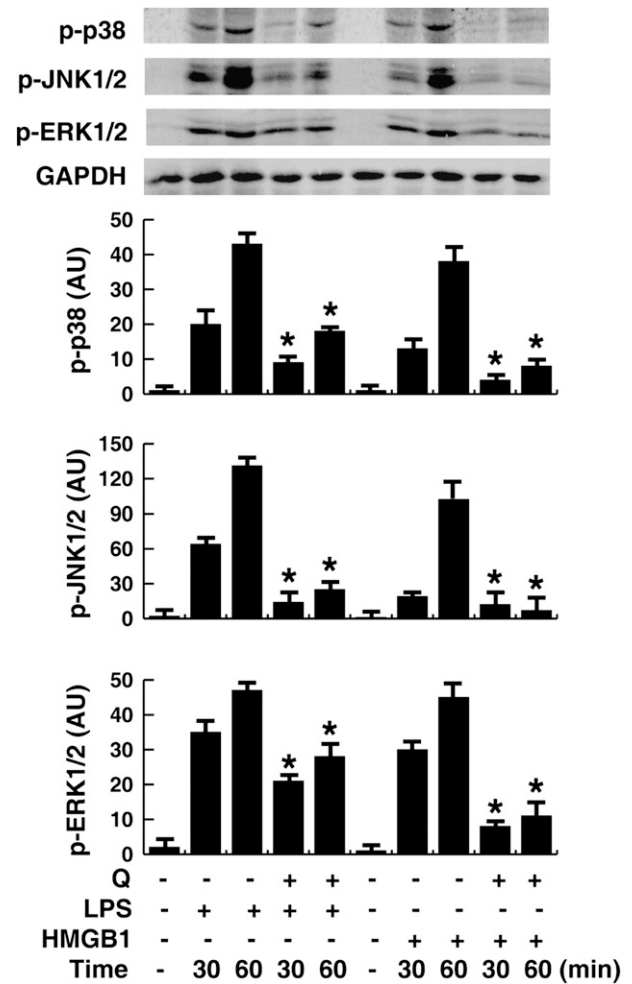 p-p38
p-JNK1/2
p-ERK1/2
GAPDH
p-p38 (AU)
50
40
30
20
10
0
* * * *
p-JNK1/2 (AU)
150
120
90
60
30
0
* * * *
p-ERK1/2 (AU)
50
40
30
20
10
0
* * * *
Q - - - + + - - - + +
LPS - + + + + - - - - -
HMGB1 - - - - - - + + + +
Time - 30 60 30 60 - 30 60 30 60 (min)